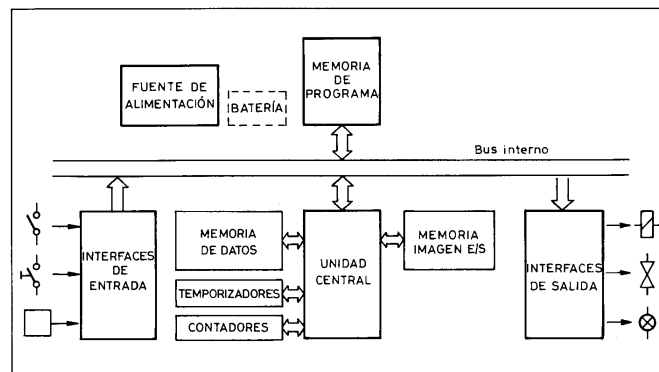 FUENTE DE
ALIMENTACIÓN
BATERÍA
MEMORIA
DE
PROGRAMA
Bus interno
INTERFACES
DE
ENTRADA
MEMORIA
DE DATOS
TEMPORIZADORES
CONTADORES
UNIDAD
CENTRAL
MEMORIA
IMAGEN E/S
INTERFACES
DE SALIDA